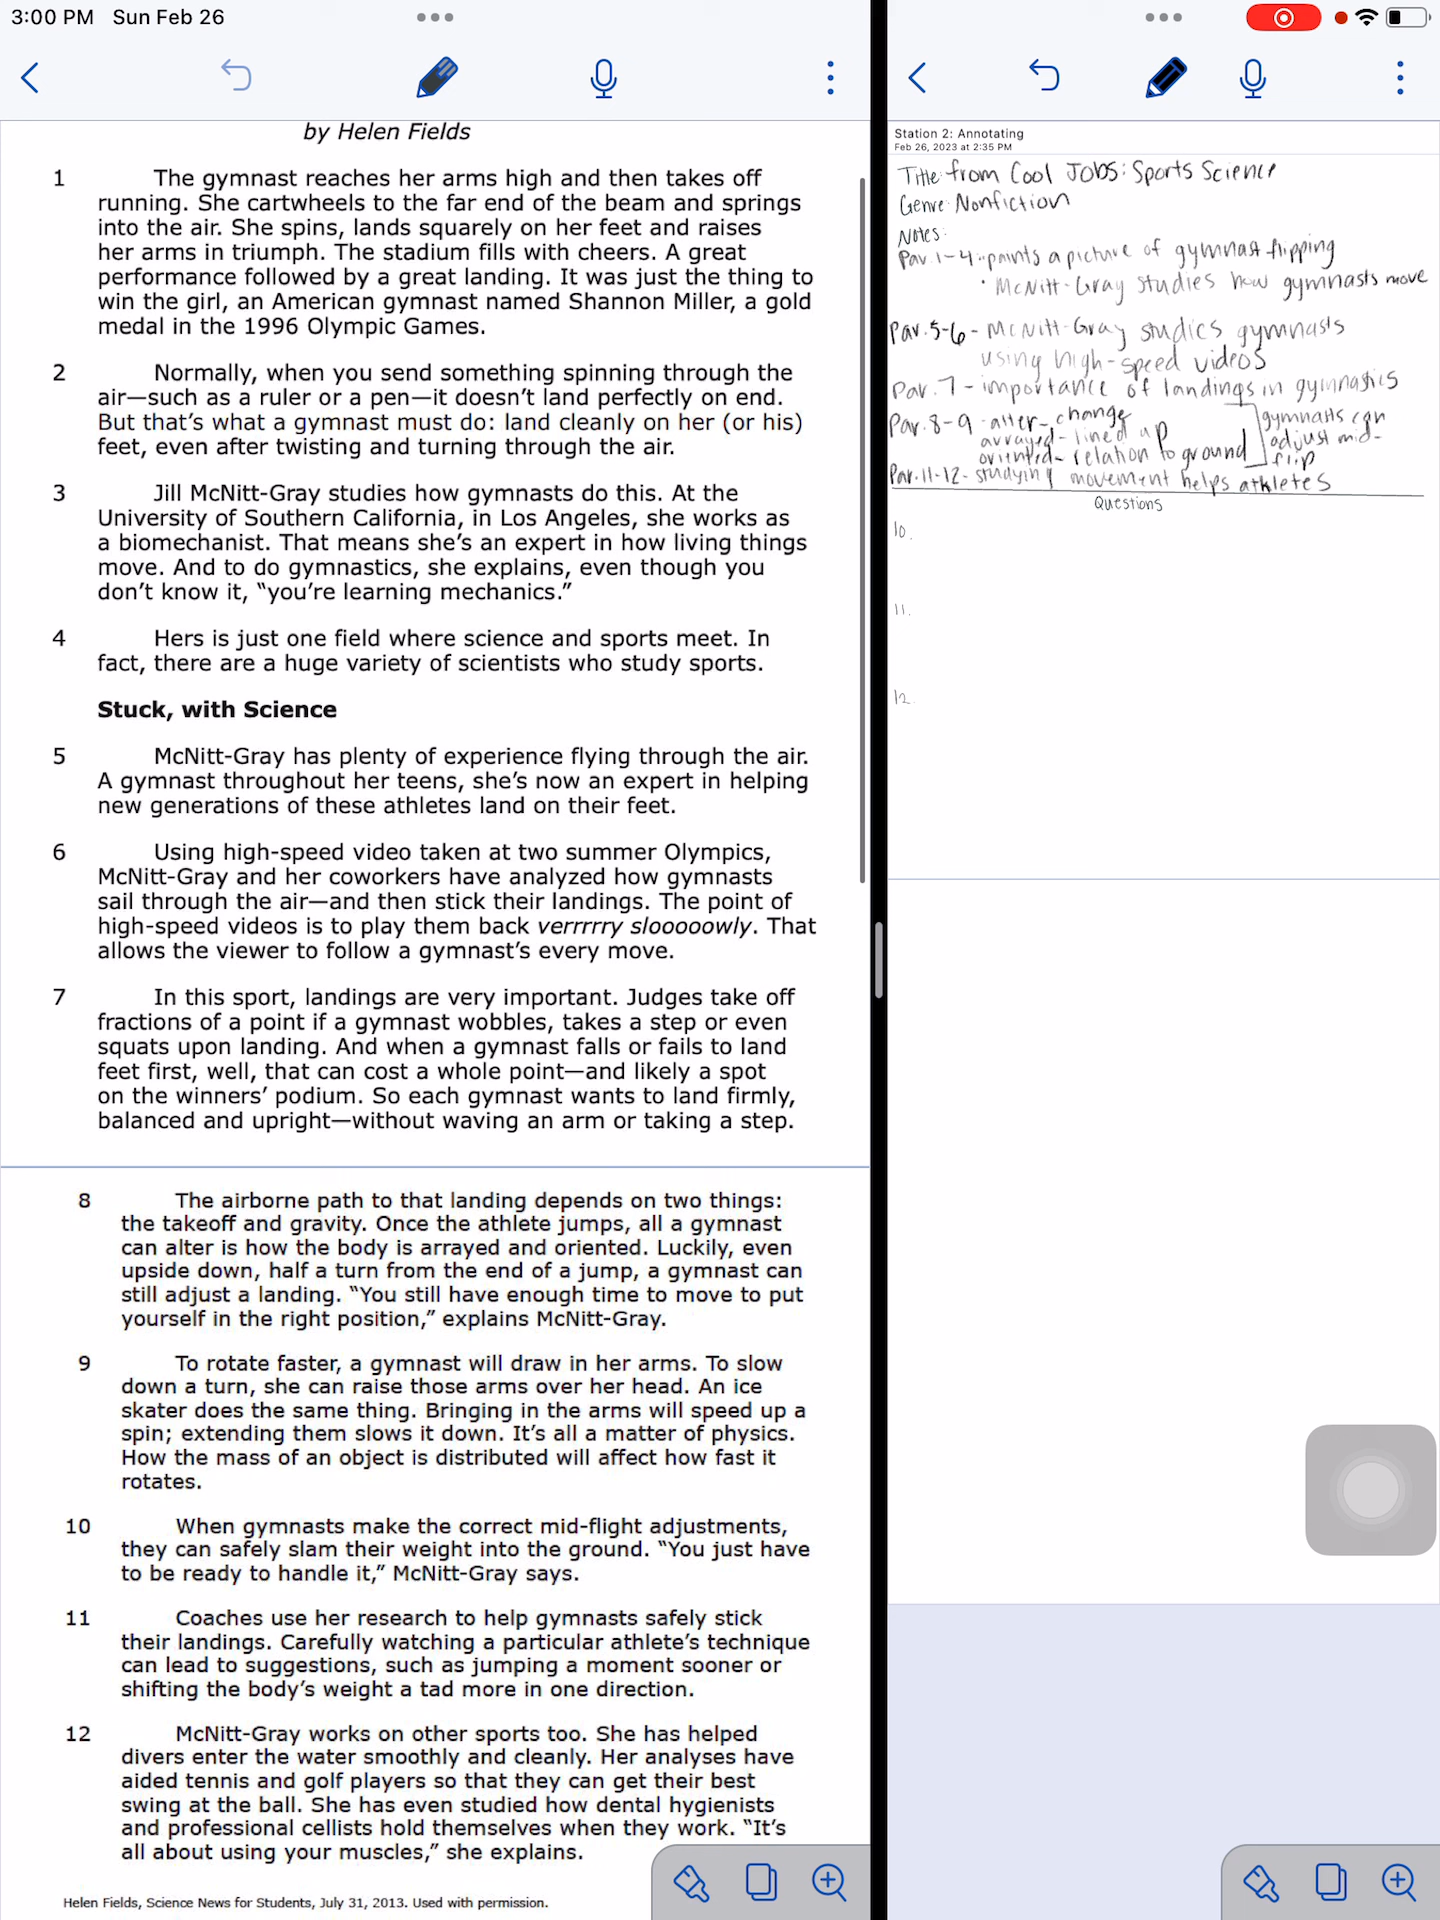 3:00 PM Sun Feb 26
by Helen Fields
1 The gymnast reaches her arms high and then takes off
running. She cartwheels to the far end of the beam and springs
into the air. She spins, lands squarely on her feet and raises
her arms in triumph. The stadium fills with cheers. A great
performance followed by a great landing. It was just the thing to
win the girl, an American gymnast named Shannon Miller, a gold
medal in the 1996 Olympic Games.
2 Normally, when you send something spinning through the
air—such as a ruler or a pen—it doesn't land perfectly on end.
But that's what a gymnast must do: land cleanly on her (or his)
feet, even after twisting and turning through the air.
3 Jill McNitt-Gray studies how gymnasts do this. At the
University of Southern California, in Los Angeles, she works as
a biomechanist. That means she's an expert in how living things
move. And to do gymnastics, she explains, even though you
don't know it, "you're learning mechanics."
4 Hers is just one field where science and sports meet. In
fact, there are a huge variety of scientists who study sports.
Stuck, with Science
5 McNitt-Gray has plenty of experience flying through the air.
A gymnast throughout her teens, she's now an expert in helping
new generations of these athletes land on their feet.
6 Using high-speed video taken at two summer Olympics,
McNitt-Gray and her coworkers have analyzed how gymnasts
sail through the air—and then stick their landings. The point of
high-speed videos is to play them back verrrrry slooooowly. That
allows the viewer to follow a gymnast's every move.
7 In this sport, landings are very important. Judges take off
fractions of a point if a gymnast wobbles, takes a step or even
squats upon landing. And when a gymnast falls or fails to land
feet first, well, that can cost a whole point—and likely a spot
on the winners' podium. So each gymnast wants to land firmly,
balanced and upright—without waving an arm or taking a step.
8 The airborne path to that landing depends on two things:
the takeoff and gravity. Once the athlete jumps, all a gymnast
can alter is how the body is arrayed and oriented. Luckily, even
upside down, half a turn from the end of a jump, a gymnast can
still adjust a landing. "You still have enough time to move to put
yourself in the right position," explains McNitt-Gray.
9 To rotate faster, a gymnast will draw in her arms. To slow
down a turn, she can raise those arms over her head. An ice
skater does the same thing. Bringing in the arms will speed up a
spin; extending them slows it down. It's all a matter of physics.
How the mass of an object is distributed will affect how fast it
rotates.
10 When gymnasts make the correct mid-flight adjustments,
they can safely slam their weight into the ground. "You just have
to be ready to handle it," McNitt-Gray says.
11 Coaches use her research to help gymnasts safely stick
their landings. Carefully watching a particular athlete's technique
can lead to suggestions, such as jumping a moment sooner or
shifting the body's weight a tad more in one direction.
12 McNitt-Gray works on other sports too. She has helped
divers enter the water smoothly and cleanly. Her analyses have
aided tennis and golf players so that they can get their best
swing at the ball. She has even studied how dental hygienists
and professional cellists hold themselves when they work. "It's
all about using your muscles," she explains.
Helen Fields, Science News for Students, July 31, 2013. Used with permission.
Station 2: Annotating
Feb 26, 2023 at 2:35 PM
Title: from Cool Jobs: Sports Science
Genre: Nonfiction
Notes:
Par. 1-4 - paints a picture of gymnast flipping
• McNitt-Gray studies how gymnasts move
Par. 5-6 - McNitt-Gray studies gymnasts
using high-speed videos
Par. 7 - importance of landings in gymnastics
Par. 8-9 - alter - change
arrayed - lined up
oriented - relation to ground
gymnasts can
adjust mid-
flip
Par. 11-12 - studying movement helps athletes
Questions
10.
11.
12.